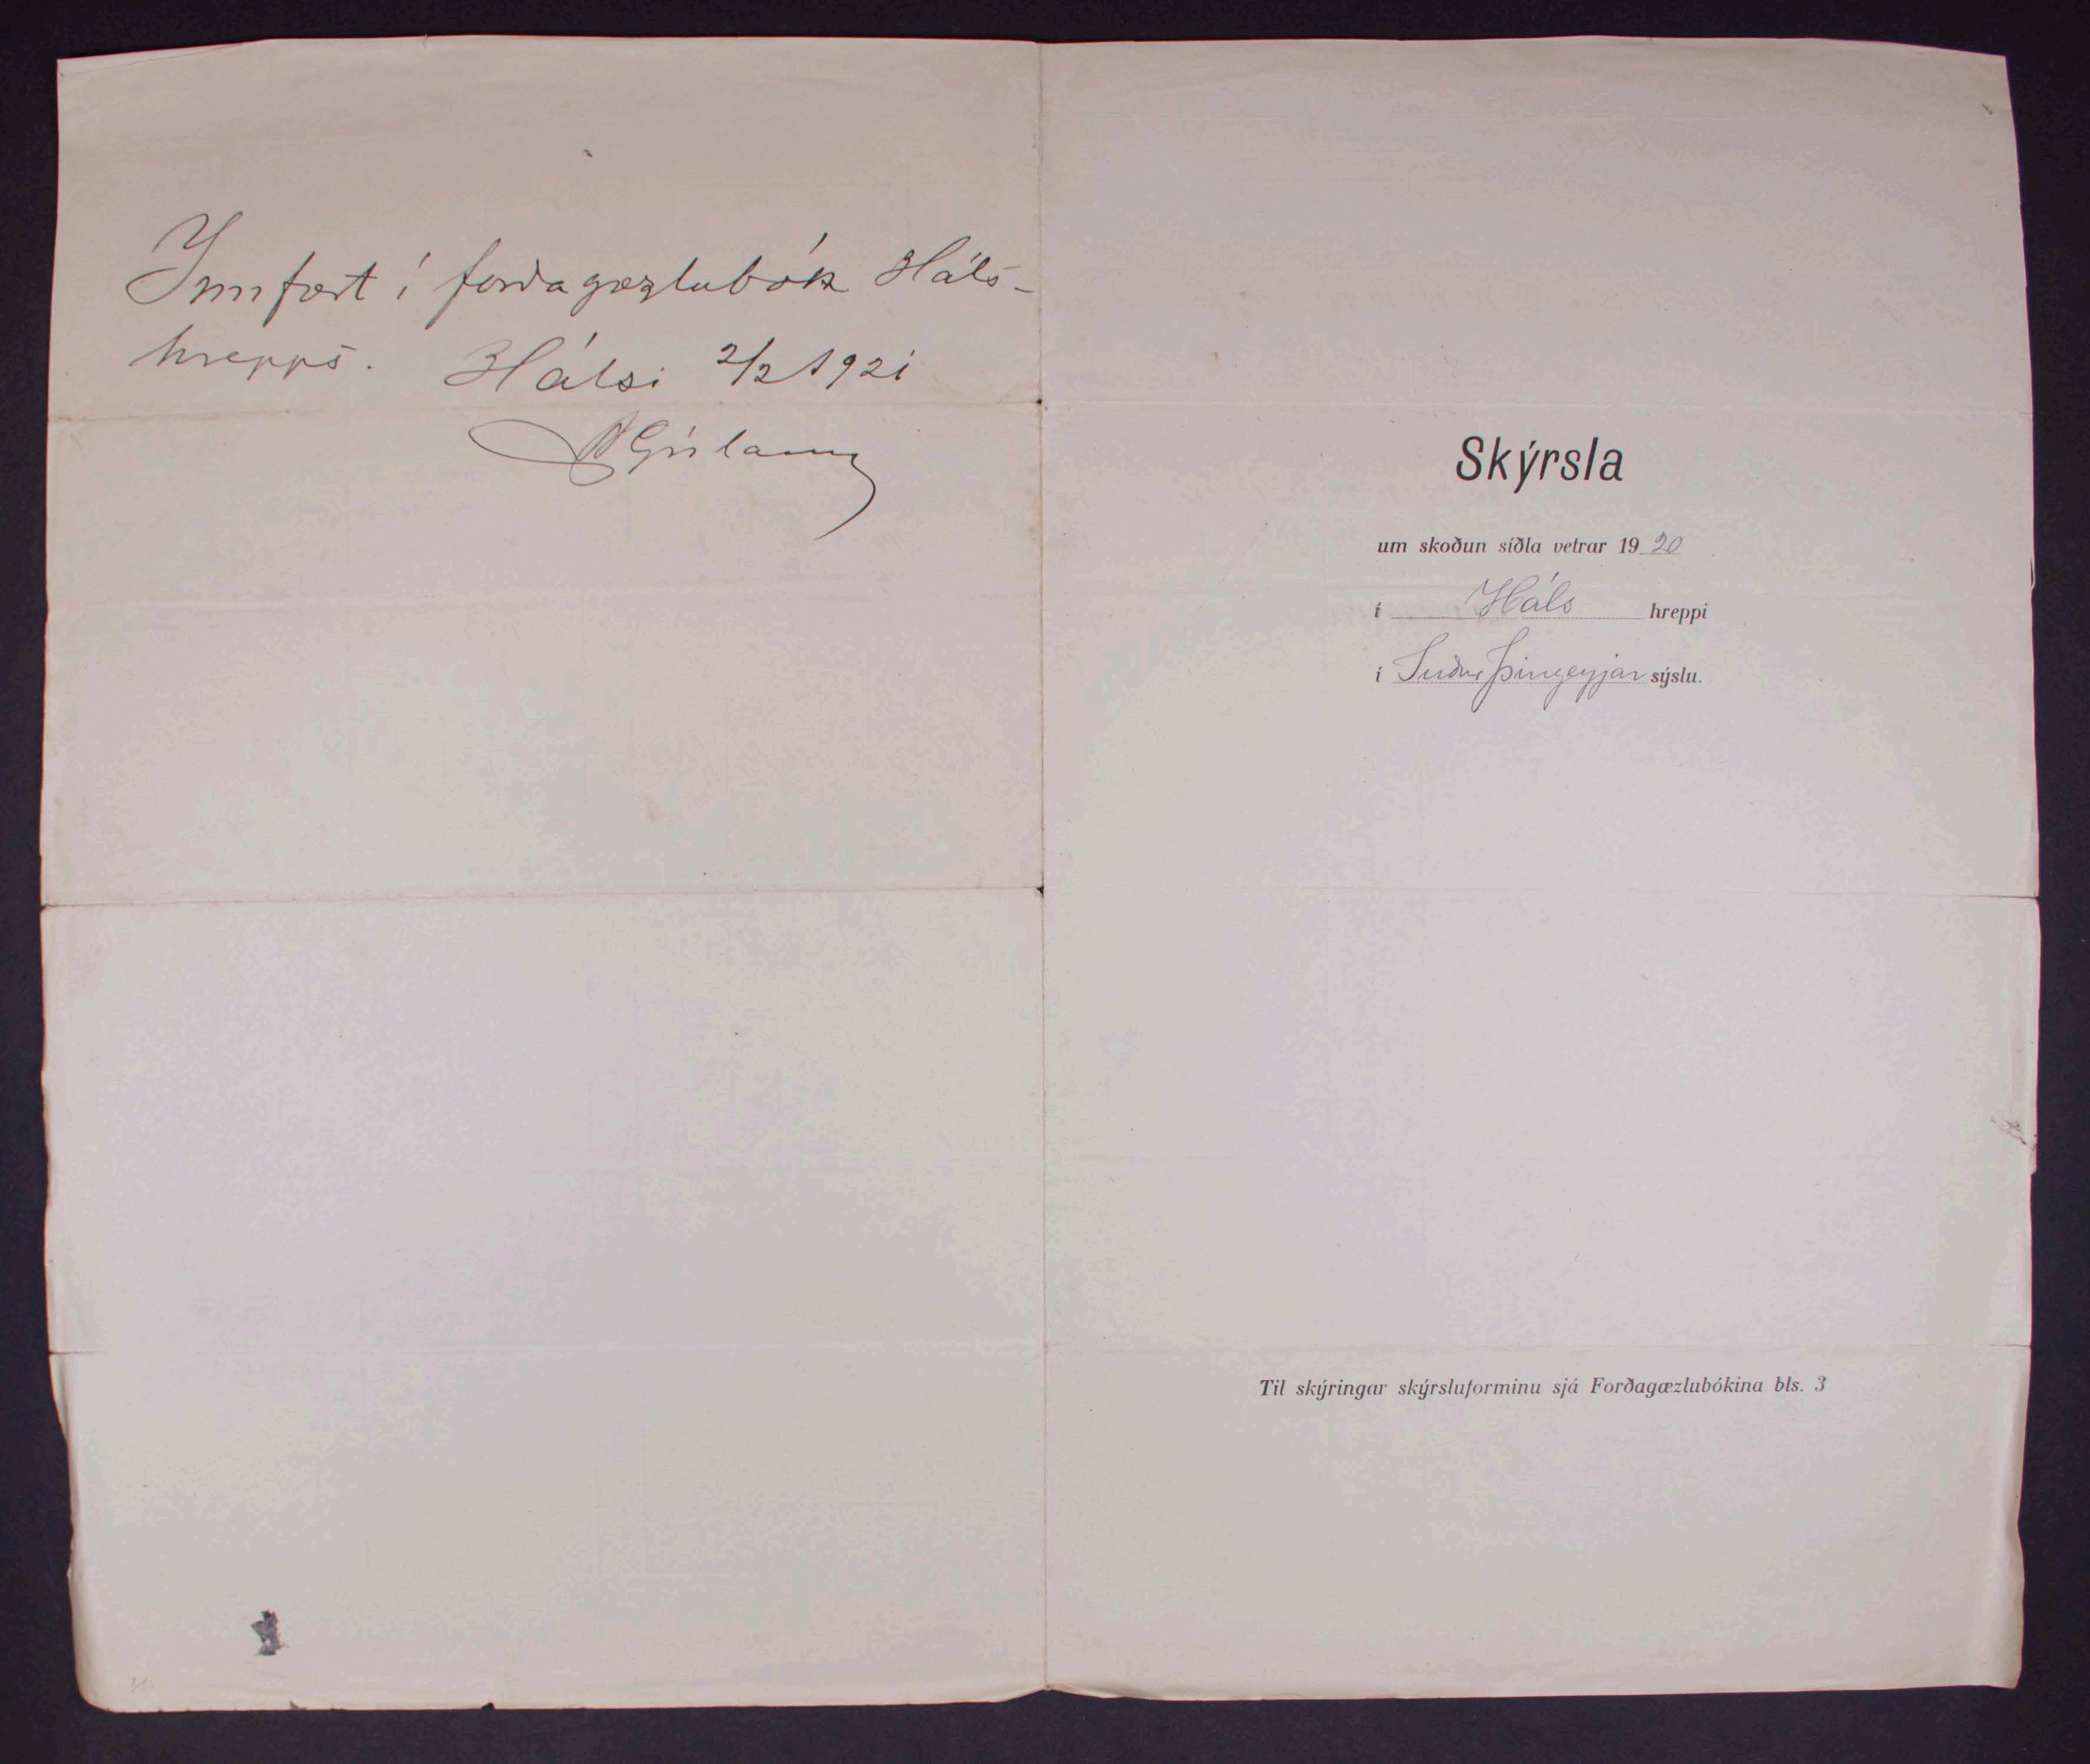 Innfært í forðagæzlubók Háls-
hrepps. Hálsi 2/2 1921
Skýrsla
um skoðun síðla vetrar 1920
í Háls hreppi
í Suður Þingeyjar sýslu.
Til skýringar skýrsluforminu sjá Forðagæzlubókina bls. 3